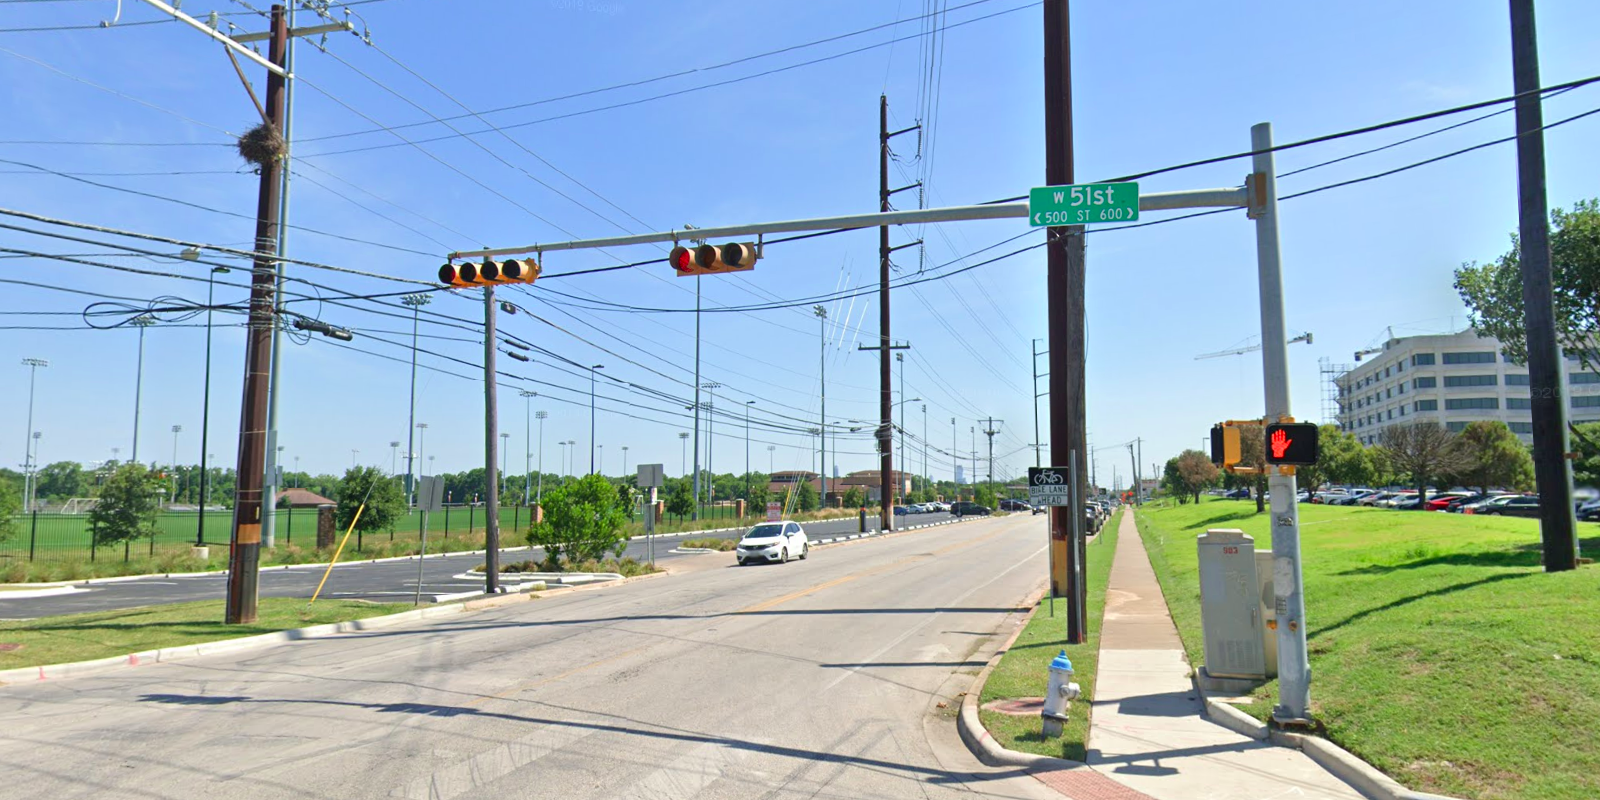 W 51st
< 500 ST 600 >
BIKE LANE
AHEAD